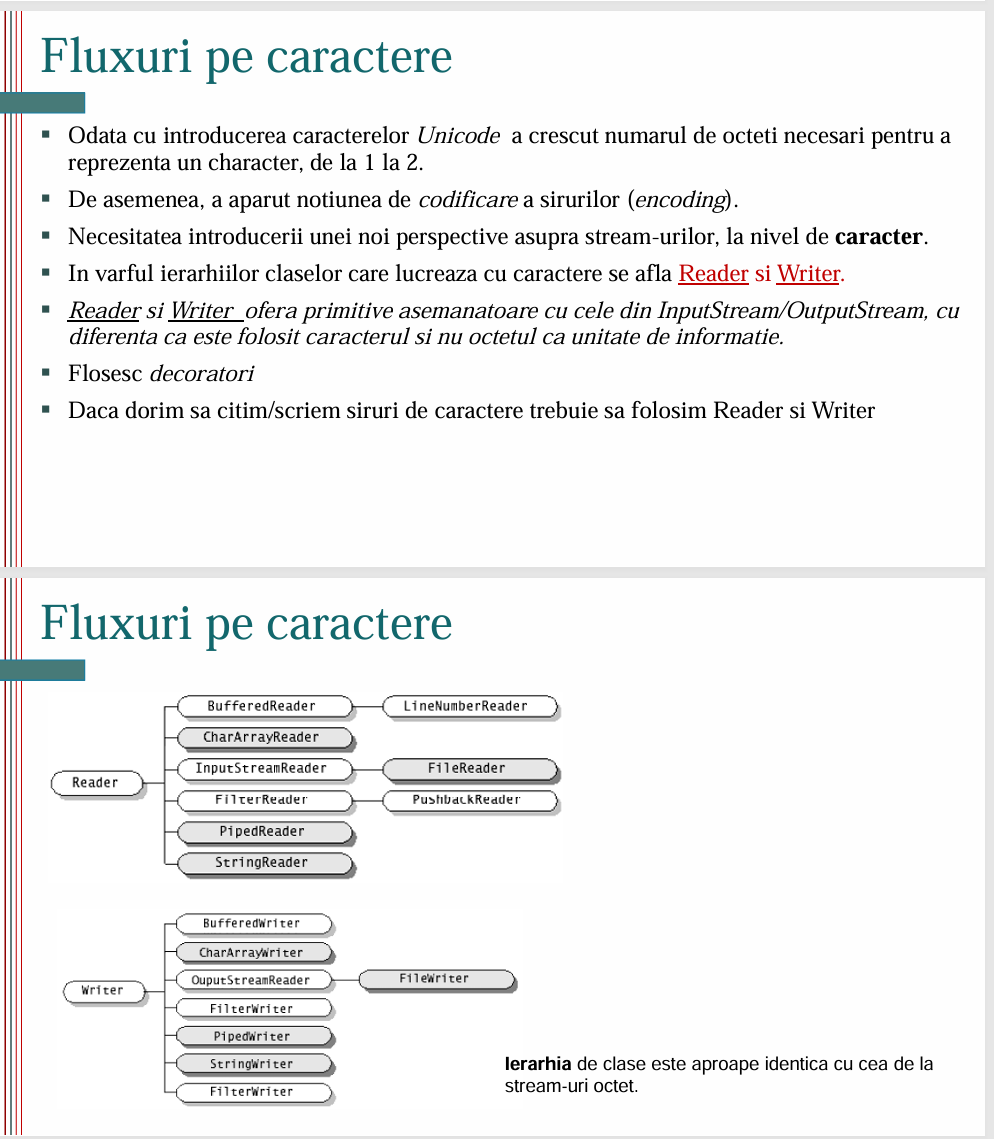 Fluxuri pe caractere
Odata cu introducerea caracterelor Unicode a crescut numarul de octeti necesari pentru a
reprezenta un character, de la 1 la 2.
De asemenea, a aparut notiunea de codificare a sirurilor (encoding).
Necesitatea introducerii unei noi perspective asupra stream-urilor, la nivel de caracter.
In varful ierarhiilor claselor care lucreaza cu caractere se afla Reader si Writer.
Reader si Writer ofera primitive asemanatoare cu cele din InputStream/OutputStream, cu
diferenta ca este folosit caracterul si nu octetul ca unitate de informatie.
Flosesc decoratori
Daca dorim sa citim/scriem siruri de caractere trebuie sa folosim Reader si Writer
Fluxuri pe caractere
Reader
BufferedReader
LineNumberReader
CharArrayReader
InputStreamReader
FileReader
FilterReader
PushbackReader
PipedReader
StringReader
Writer
BufferedWriter
CharArrayWriter
OuputStreamReader
FileWriter
FilterWriter
PipedWriter
StringWriter
FilterWriter
Ierarhia de clase este aproape identica cu cea de la
stream-uri octet.